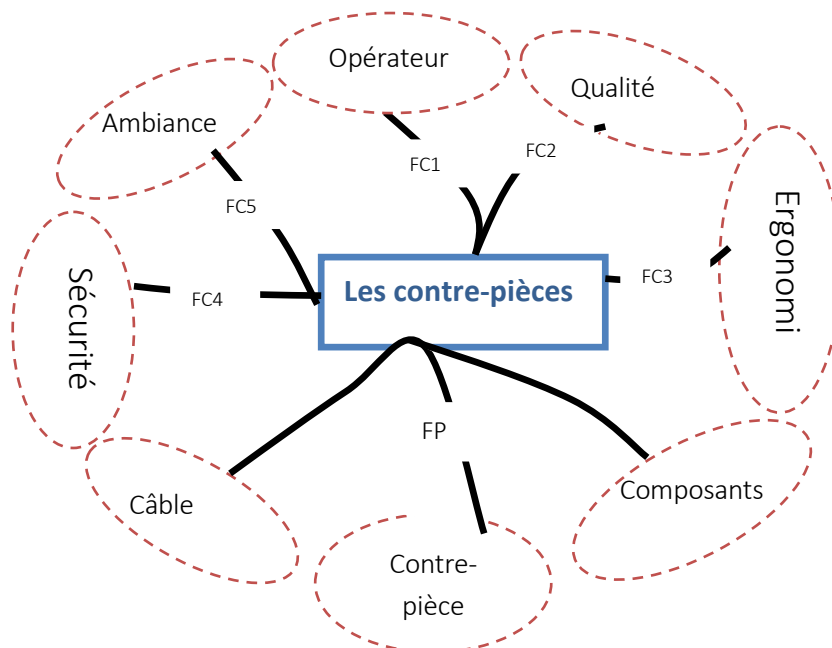 Opérateur
Qualité
Ambiance
FC1
FC2
FC5
Ergonomi
Sécurité
FC4
Les contre-pièces
FC3
FP
Câble
Composants
Contre-
pièce